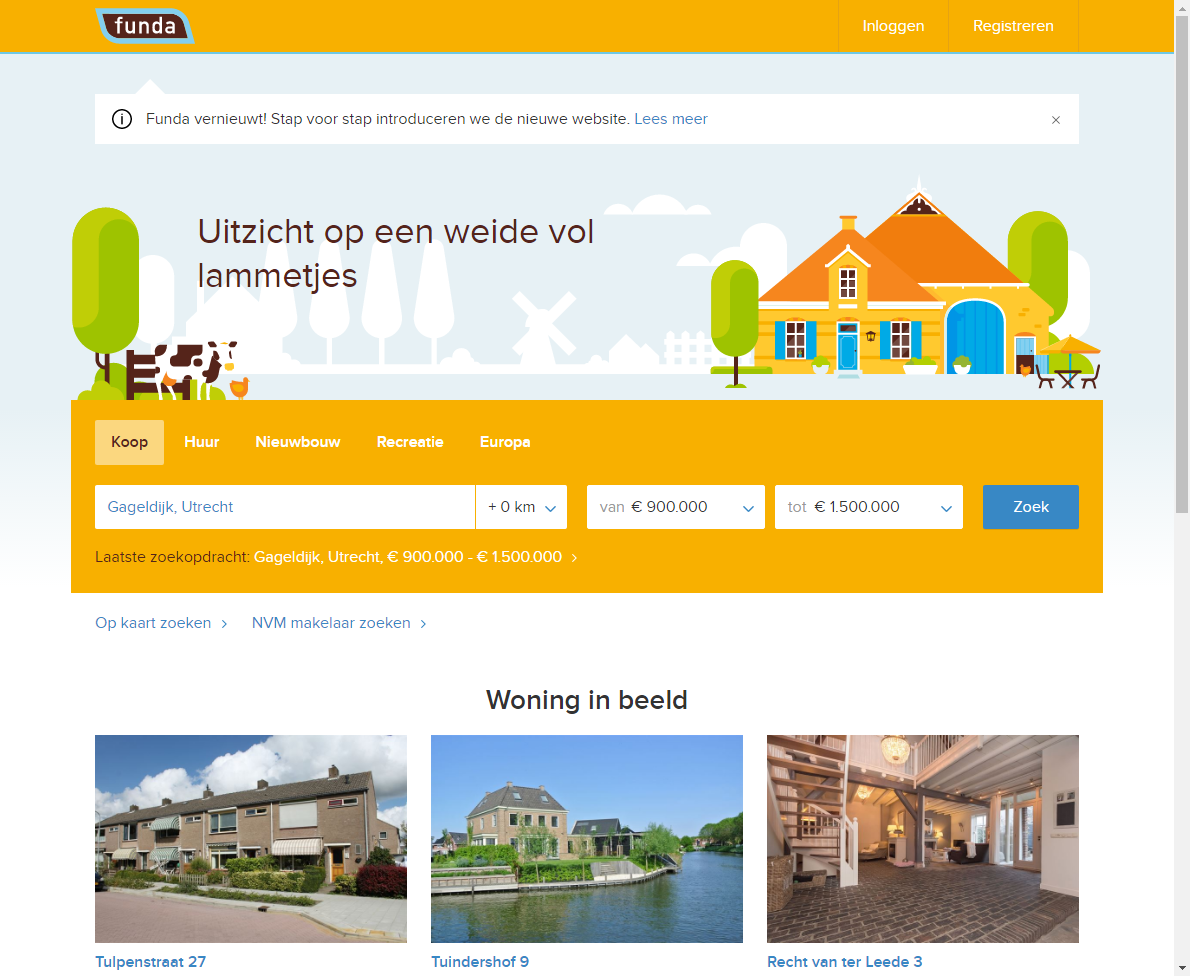 funda
Inloggen Registreren
Funda vernieuwt! Stap voor stap introduceren we de nieuwe website. Lees meer
Uitzicht op een weide vol
lammetjes
Koop Huur Nieuwbouw Recreatie Europa
Gageldijk, Utrecht + 0 km van € 900.000 tot € 1.500.000 Zoek
Laatste zoekopdracht: Gageldijk, Utrecht, € 900.000 - € 1.500.000
Op kaart zoeken NVM makelaar zoeken
Woning in beeld
Tulpenstraat 27 Tuindershof 9 Recht van ter Leede 3